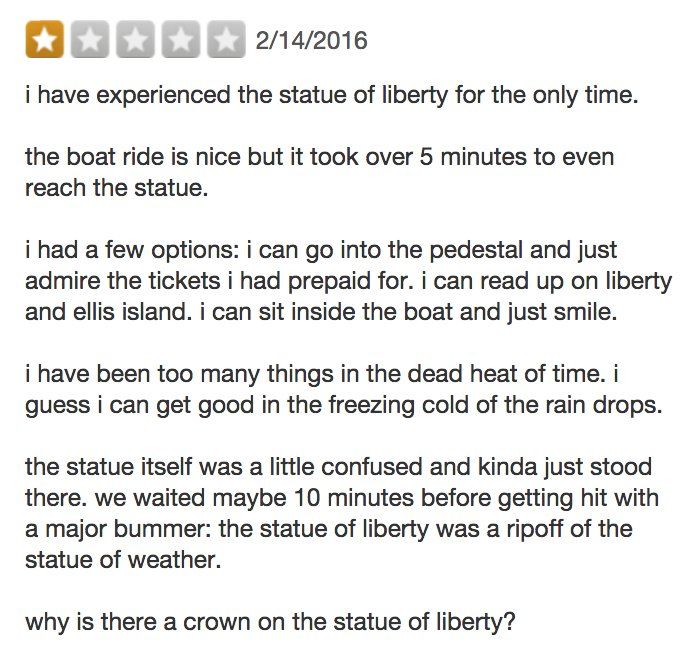 2/14/2016
i have experienced the statue of liberty for the only time.
the boat ride is nice but it took over 5 minutes to even
reach the statue.
i had a few options: i can go into the pedestal and just
admire the tickets i had prepaid for. i can read up on liberty
and ellis island. i can sit inside the boat and just smile.
i have been too many things in the dead heat of time. i
guess i can get good in the freezing cold of the rain drops.
the statue itself was a little confused and kinda just stood
there. we waited maybe 10 minutes before getting hit with
a major bummer: the statue of liberty was a ripoff of the
statue of weather.
why is there a crown on the statue of liberty?